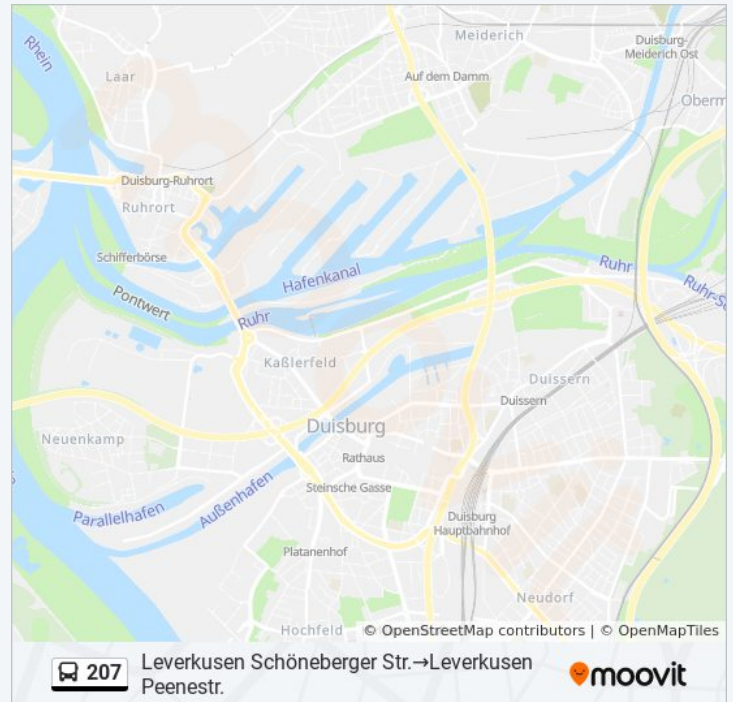 Rhein
Meiderich
Duisburg-
Meiderich Ost
Laar
Auf dem Damm
Duisburg-Ruhrort
Ruhrort
Schifferbörse
Hafenkanal
Ruhr
Pontwert
Ruhr
Kaßlerfeld
Duissern
Duissern
Duisburg
Neuenkamp
Rathaus
Steinsche Gasse
Parallelhafen
Außenhafen
Duisburg
Hauptbahnhof
Platanenhof
Neudorf
Hochfeld
© OpenStreetMap contributors | © OpenMapTiles
207
Leverkusen Schöneberger Str.→Leverkusen
Peenestr.
moovit